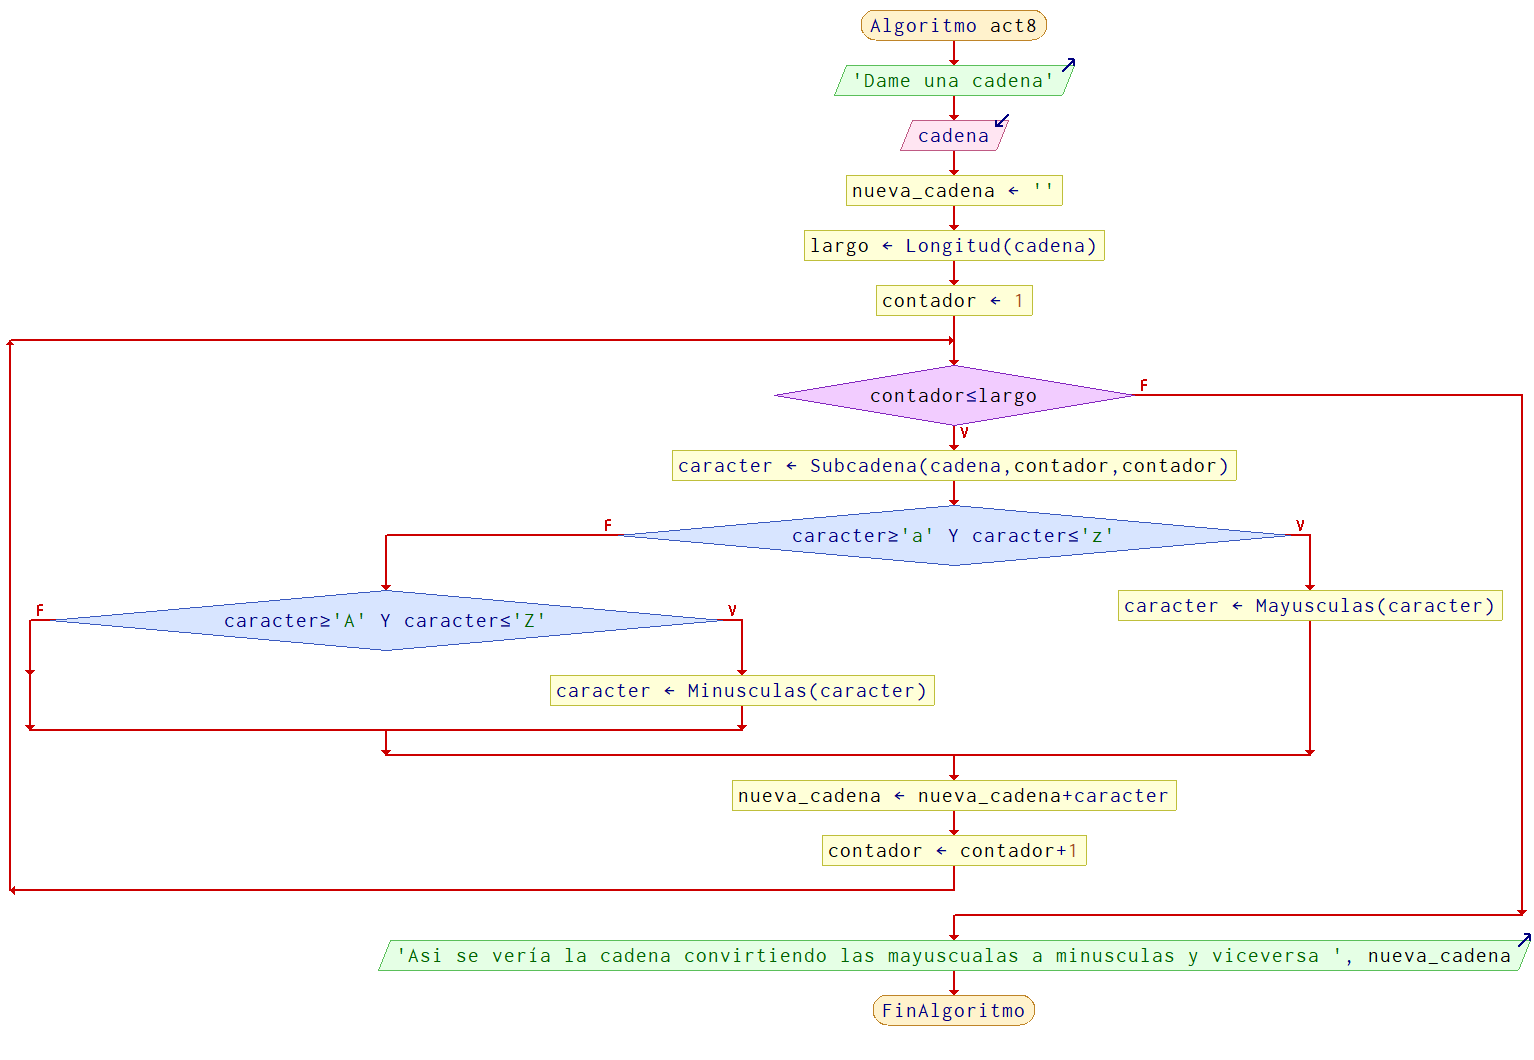 Algoritmo act8
'Dame una cadena'
cadena
nueva_cadena ← ''
largo ← Longitud(cadena)
contador ← 1
contador≤largo
F
V
caracter ← Subcadena(cadena,contador,contador)
F
caracter≥'a' Y caracter≤'z'
V
F
caracter≥'A' Y caracter≤'Z'
V
caracter ← Mayusculas(caracter)
caracter ← Minusculas(caracter)
nueva_cadena ← nueva_cadena+caracter
contador ← contador+1
'Asi se vería la cadena convirtiendo las mayuscualas a minusculas y viceversa ', nueva_cadena
FinAlgoritmo